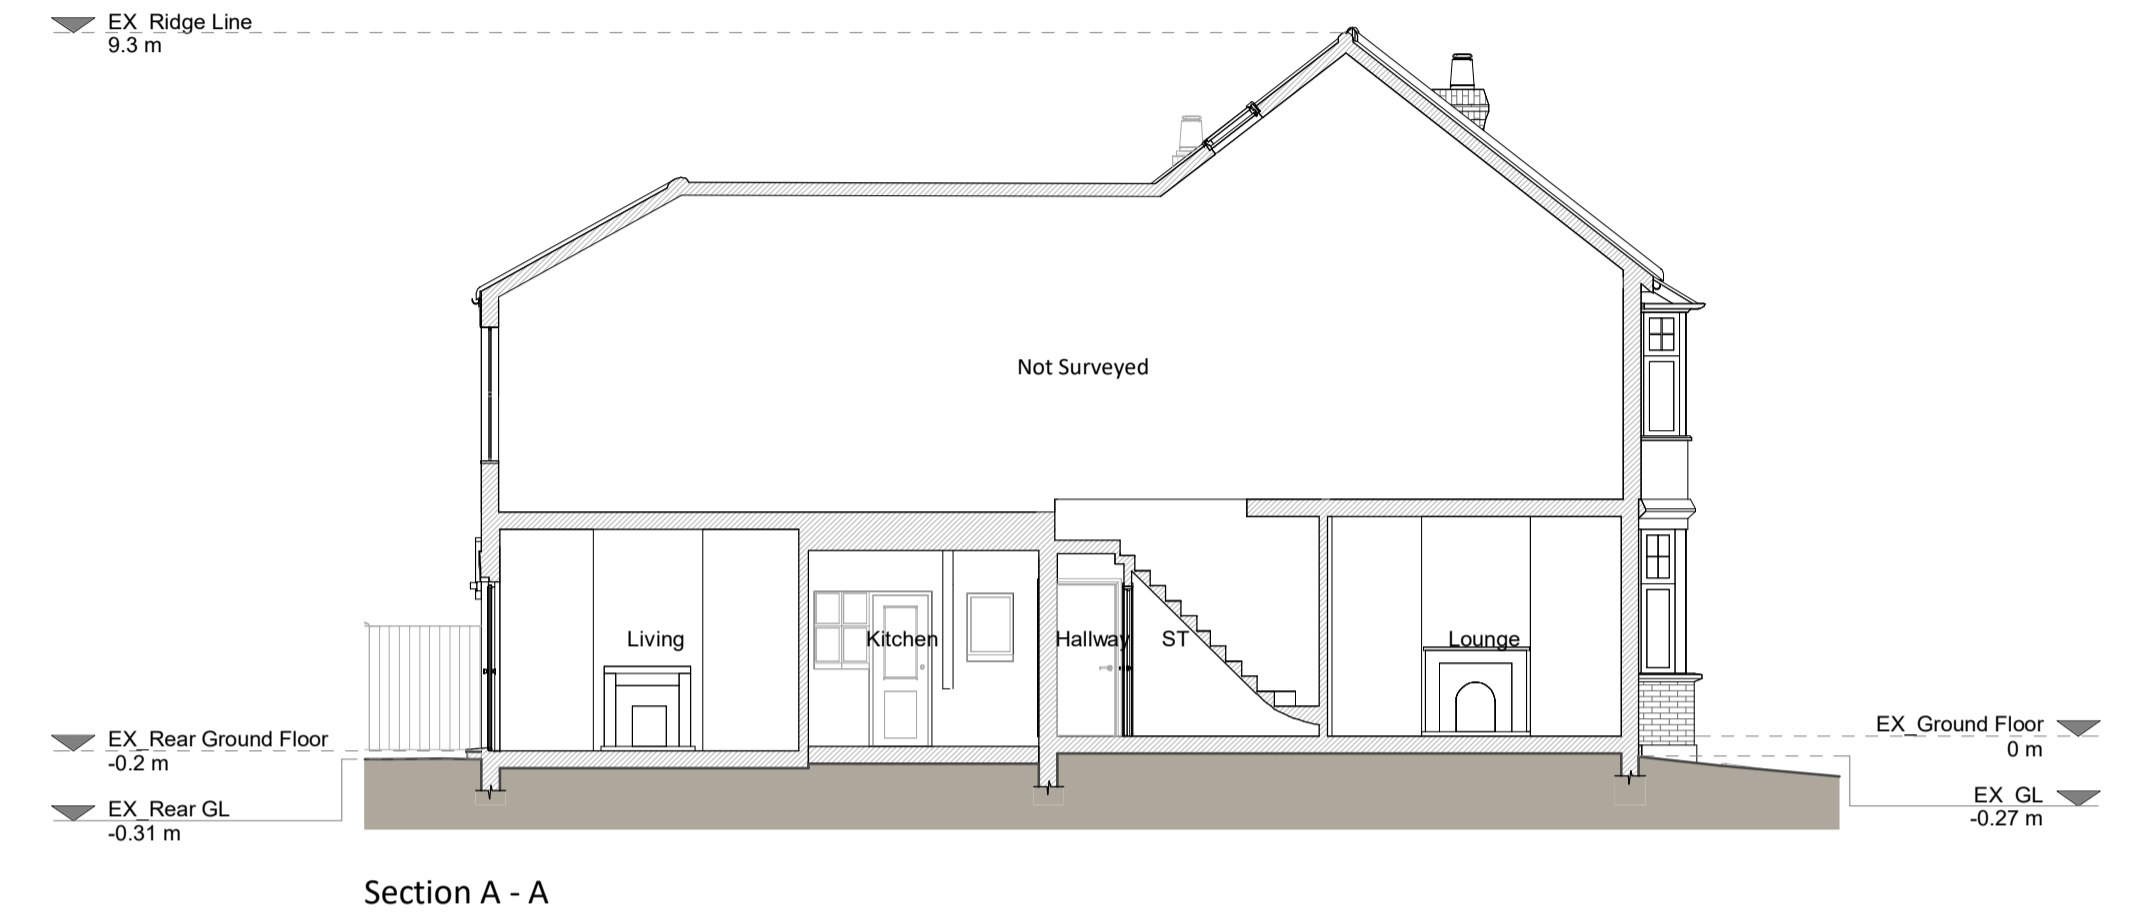 EX_Ridge Line
9.3 m
Not Surveyed
Living
Kitchen
Hallway
ST
Lounge
EX_Rear Ground Floor
-0.2 m
EX_Ground Floor
0 m
EX_Rear GL
-0.31 m
EX_GL
-0.27 m
Section A - A